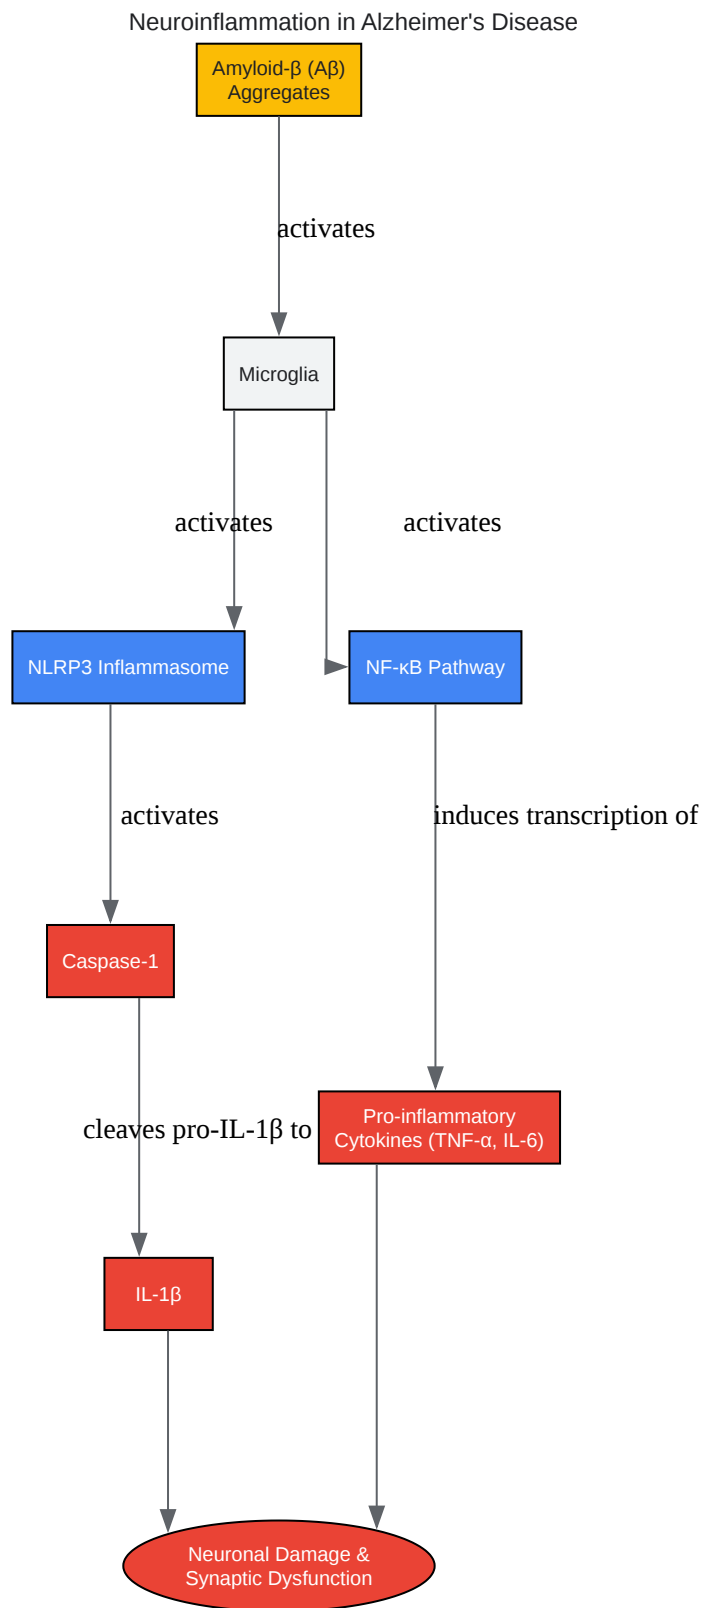 Neuroinflammation in Alzheimer's Disease
Amyloid-β (Aβ)
Aggregates
activates
Microglia
activates
activates
NLRP3 Inflammasome
NF-κB Pathway
activates
induces transcription of
Caspase-1
Pro-inflammatory
Cytokines (TNF-α, IL-6)
cleaves pro-IL-1β to
IL-1β
Neuronal Damage &
Synaptic Dysfunction